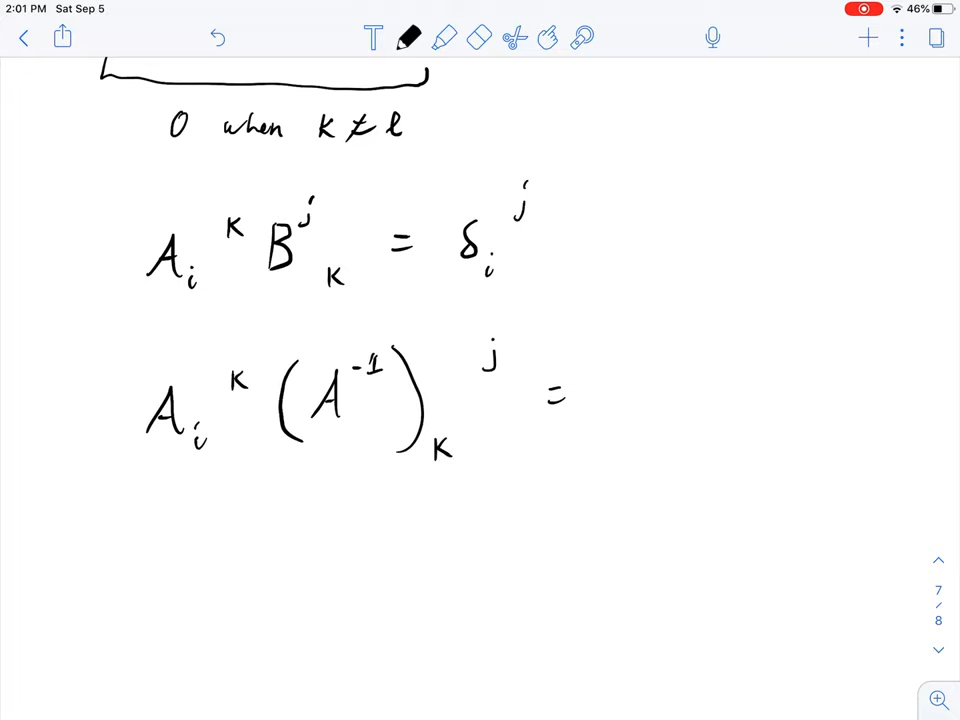 2:01 PM Sat Sep 5 46%
T
0 when K ≠ ℓ
A_i^K B^j_K = δ_i^j
A_i^K (A^{-1})_K^j =
7
/
8